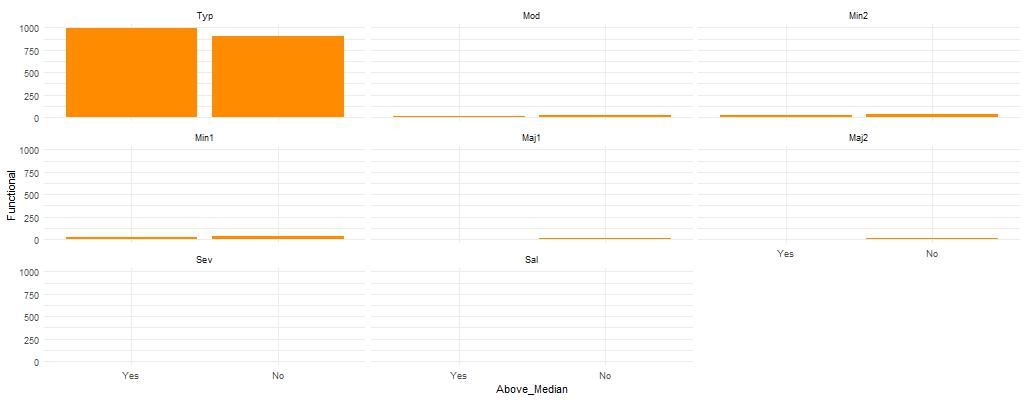 Typ Mod Min2
1000
750
500
250
0
Min1 Maj1 Maj2
1000
750
500
250
0
Functional
Yes No
Sev Sal
1000
750
500
250
0
Yes No Yes No
Above_Median